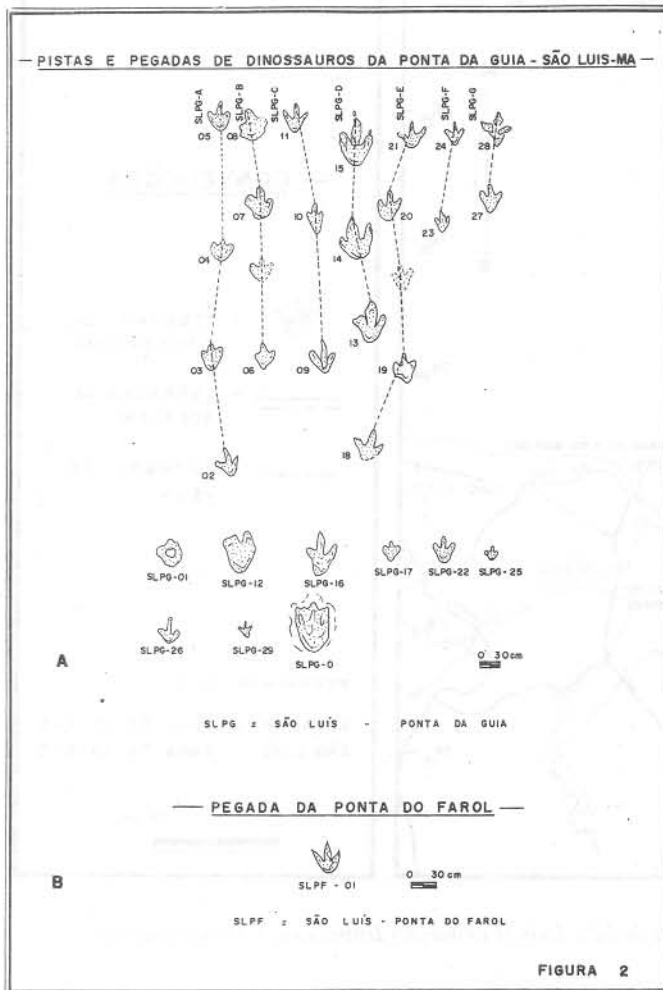 PISTAS E PEGADAS DE DINOSSAUROS DA PONTA DA GUIA - SÃO LUIS-MA
SLPG-A SLPG-B SLPG-C SLPG-D SLPG-E SLPG-F SLPG-G
05 08 11 15 21 24 28
07 10 14 20 23 27
04
13
03 06 09 19
02 18
SLPG-01 SLPG-12 SLPG-16 SLPG-17 SLPG-22 SLPG-25
SLPG-26 SLPG-29 SLPG-0
A
0 30cm
SLPG = SÃO LUÍS - PONTA DA GUIA
PEGADA DA PONTA DO FAROL
B
SLPF - 01
0 30cm
SLPF = SÃO LUÍS - PONTA DO FAROL
FIGURA 2